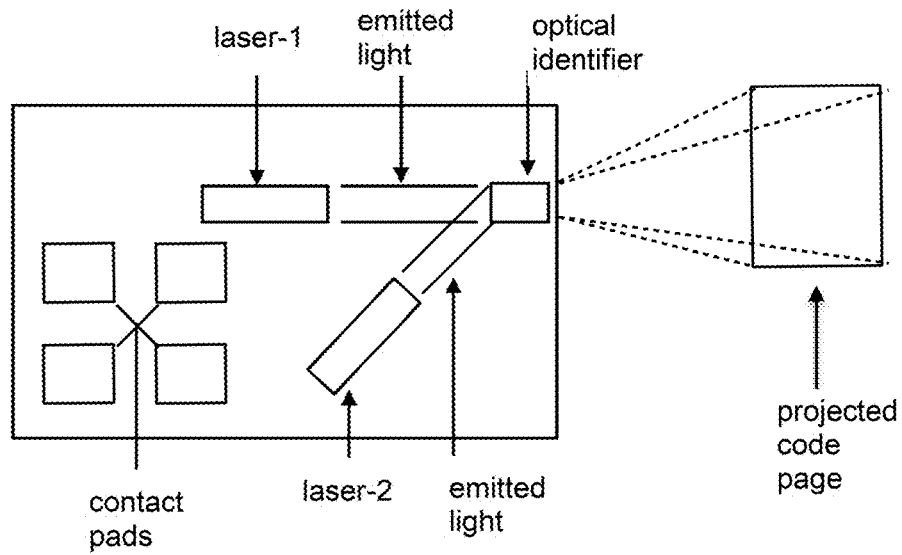 laser-1
emitted
light
optical
identifier
projected
code
page
contact
pads
laser-2
emitted
light